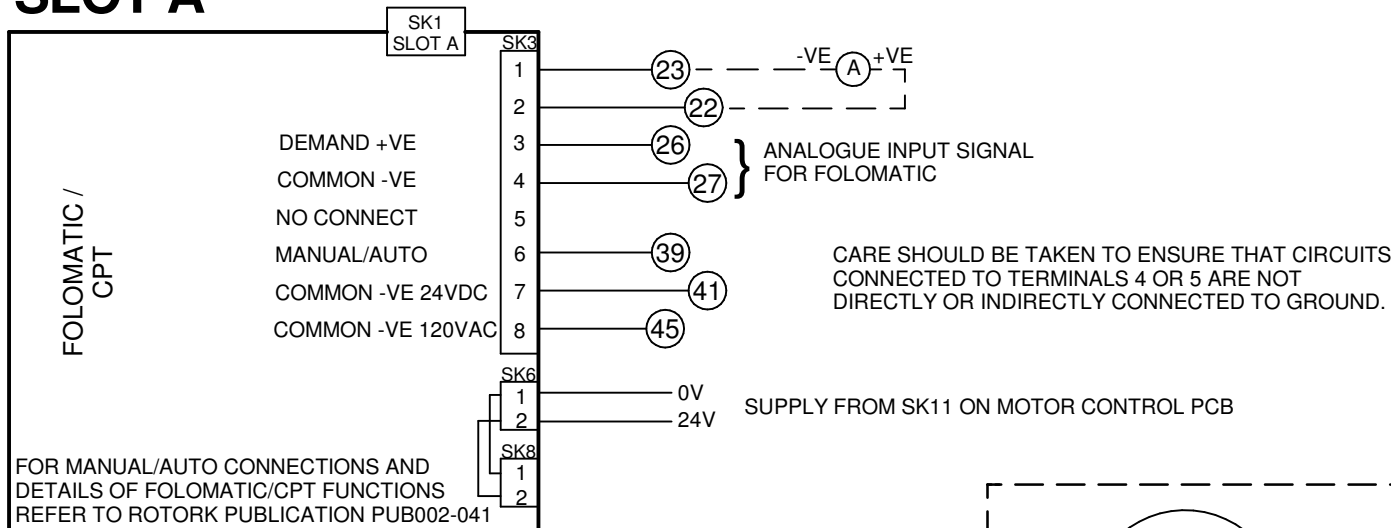 SLOT A
SK1
SLOT A
SK3
1
23
-VE
A
+VE
2
22
DEMAND +VE
3
26
ANALOGUE INPUT SIGNAL
FOR FOLOMATIC
COMMON -VE
4
27
}
NO CONNECT
5
MANUAL/AUTO
6
39
COMMON -VE 24VDC
7
41
COMMON -VE 120VAC
8
45
CARE SHOULD BE TAKEN TO ENSURE THAT CIRCUITS
CONNECTED TO TERMINALS 4 OR 5 ARE NOT
DIRECTLY OR INDIRECTLY CONNECTED TO GROUND.
FOLOMATIC /
CPT
SK6
1
0V
2
24V
SUPPLY FROM SK11 ON MOTOR CONTROL PCB
SK8
1
2
FOR MANUAL/AUTO CONNECTIONS AND
DETAILS OF FOLOMATIC/CPT FUNCTIONS
REFER TO ROTORK PUBLICATION PUB002-041